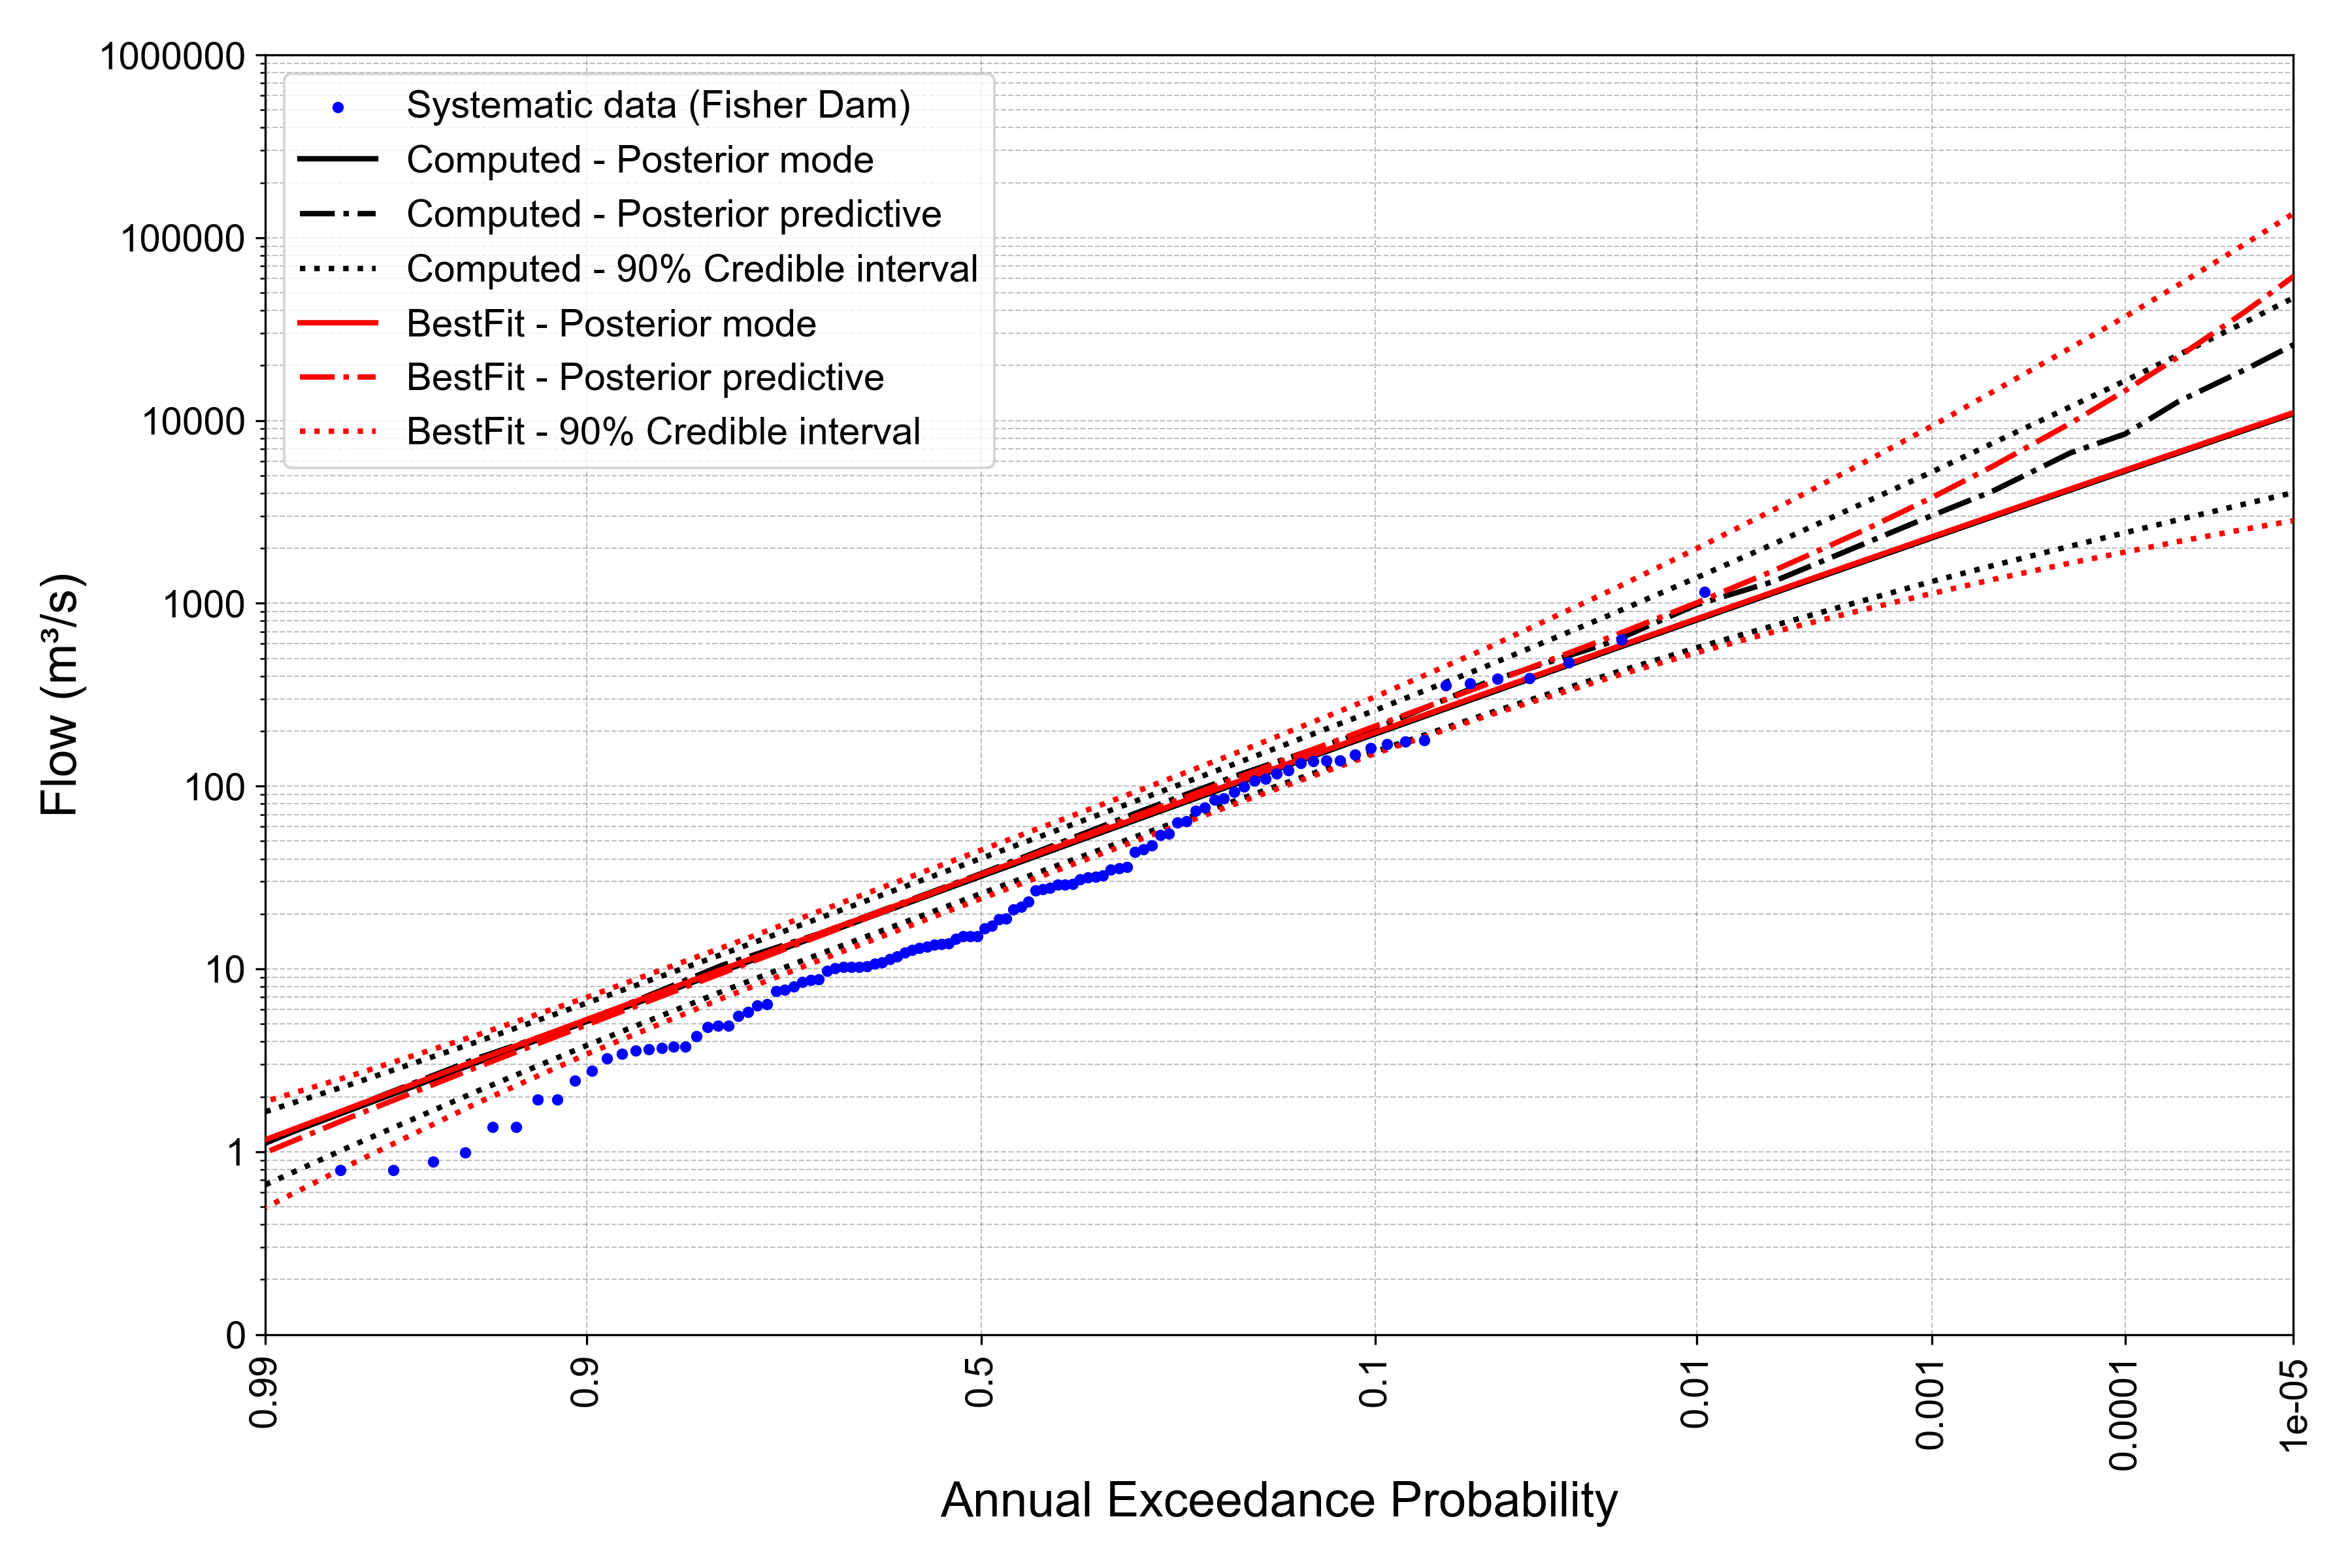 1000000
100000
10000
1000
100
10
1
0
Flow (m³/s)
Systematic data (Fisher Dam)
Computed - Posterior mode
Computed - Posterior predictive
Computed - 90% Credible interval
BestFit - Posterior mode
BestFit - Posterior predictive
BestFit - 90% Credible interval
0.99
0.9
0.5
0.1
0.01
0.001
0.0001
1e-05
Annual Exceedance Probability